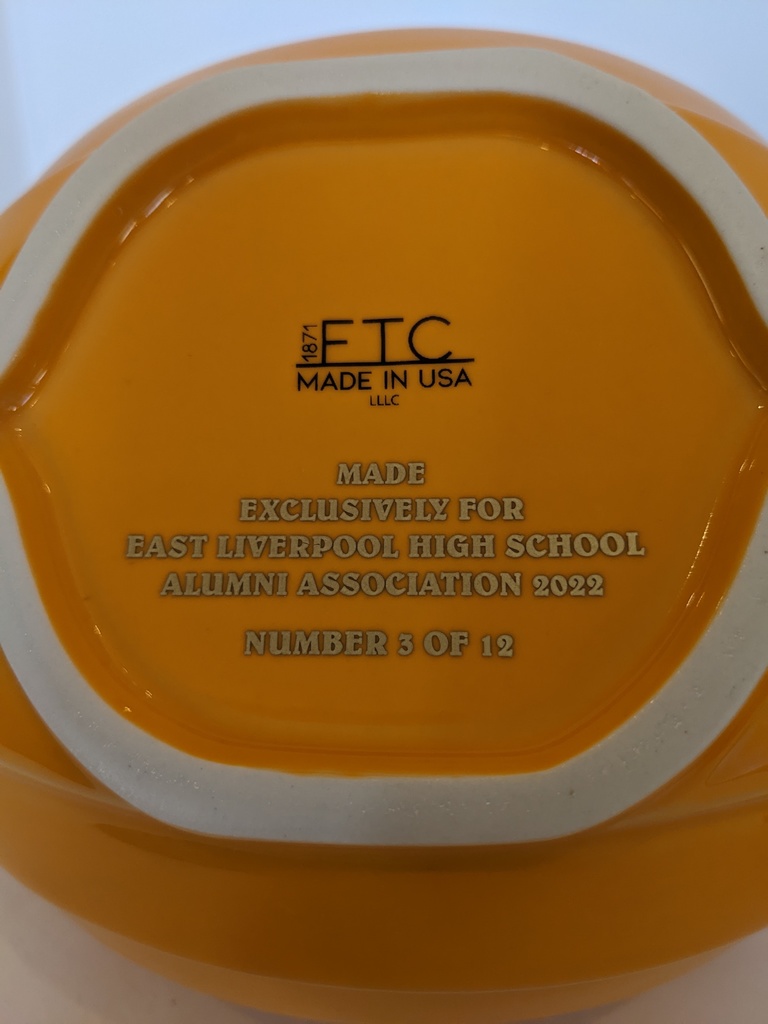 1871 FTC
MADE IN USA
LLLC
MADE
EXCLUSIVELY FOR
EAST LIVERPOOL HIGH SCHOOL
ALUMNI ASSOCIATION 2022
NUMBER 3 OF 12